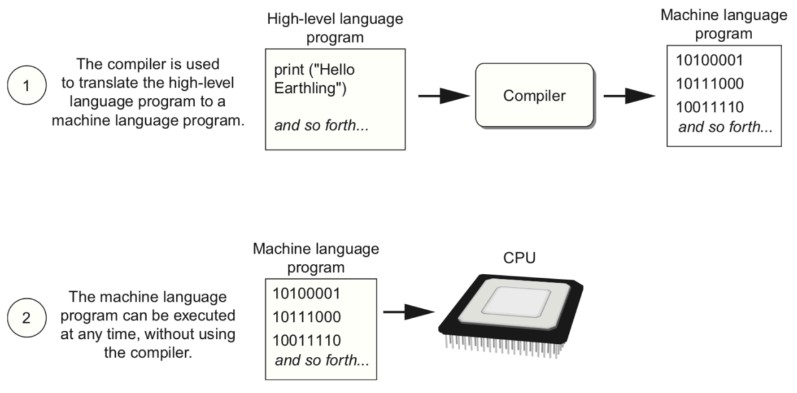 High-level language
program
Machine language
program
1
The compiler is used
to translate the high-level
language program to a
machine language program.
print ("Hello
Earthling")
and so forth...
Compiler
10100001
10111000
10011110
and so forth...
2
The machine language
program can be executed
at any time, without using
the compiler.
Machine language
program
10100001
10111000
10011110
and so forth...
CPU